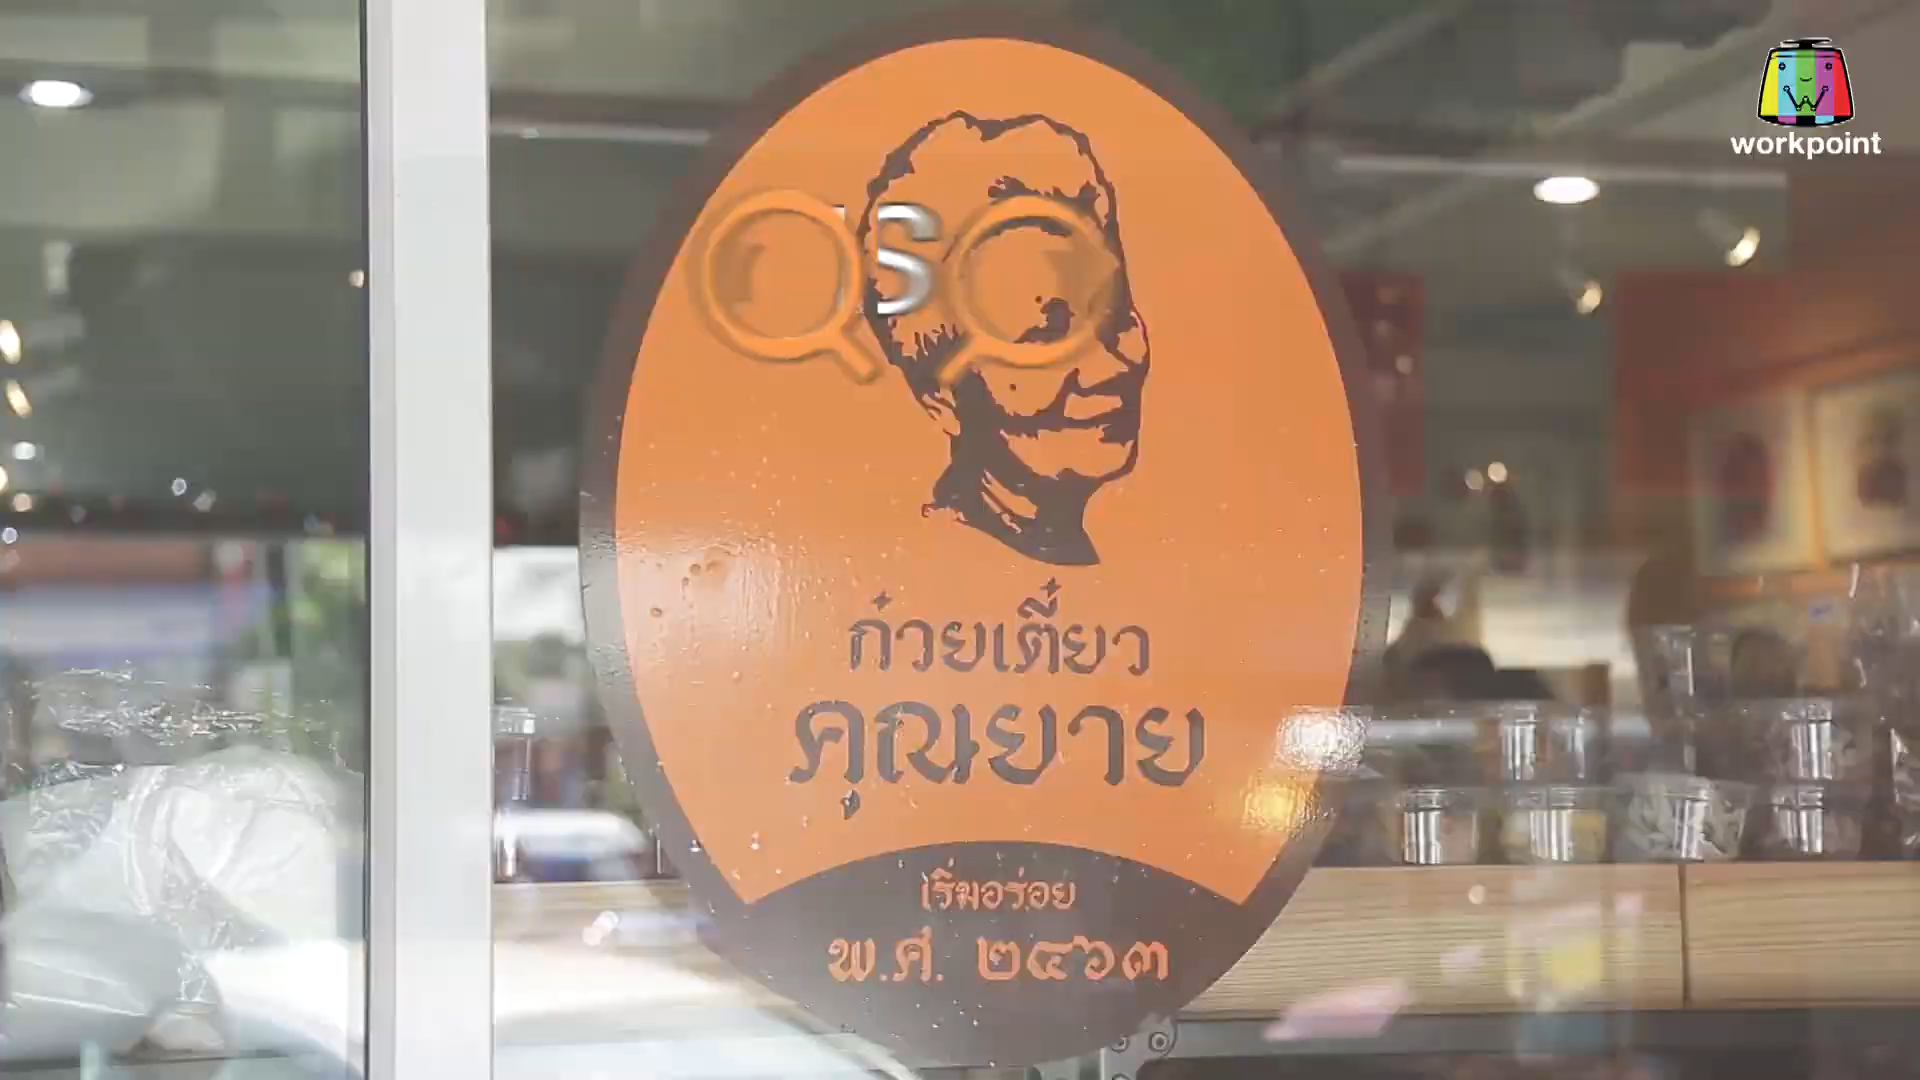 workpoint
ก๋วยเตี๋ยว
คุณยาย
เริ่มอร่อย
พ.ศ. ๒๔๖๓